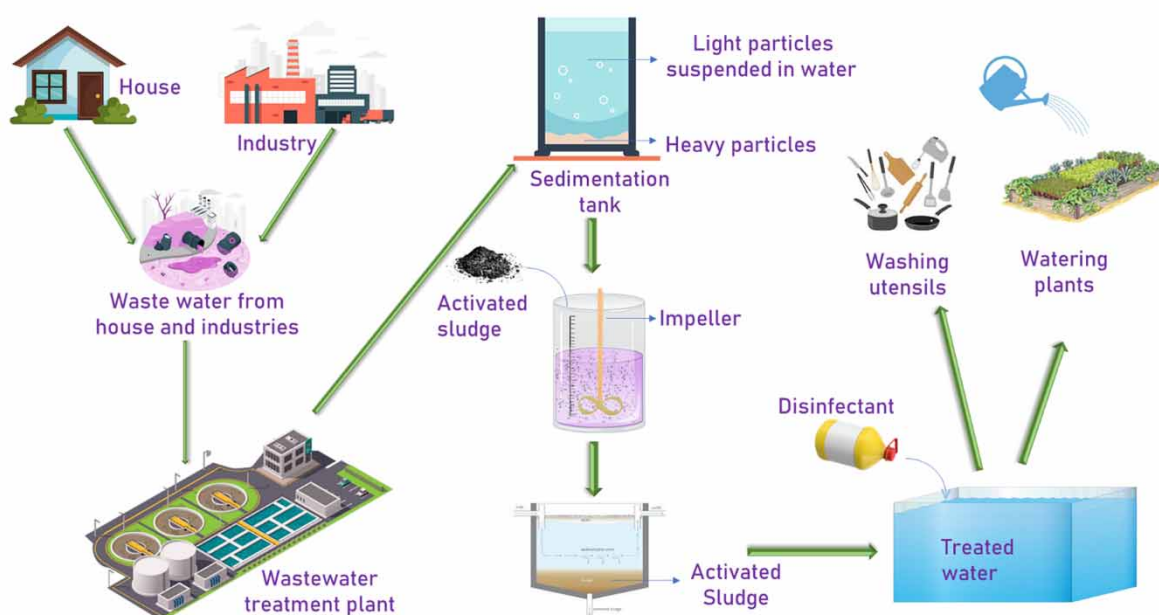 House
Industry
Waste water from
house and industries
Wastewater
treatment plant
Light particles
suspended in water
Heavy particles
Sedimentation
tank
Activated
sludge
Impeller
Activated
Sludge
Disinfectant
Treated
water
Washing
utensils
Watering
plants